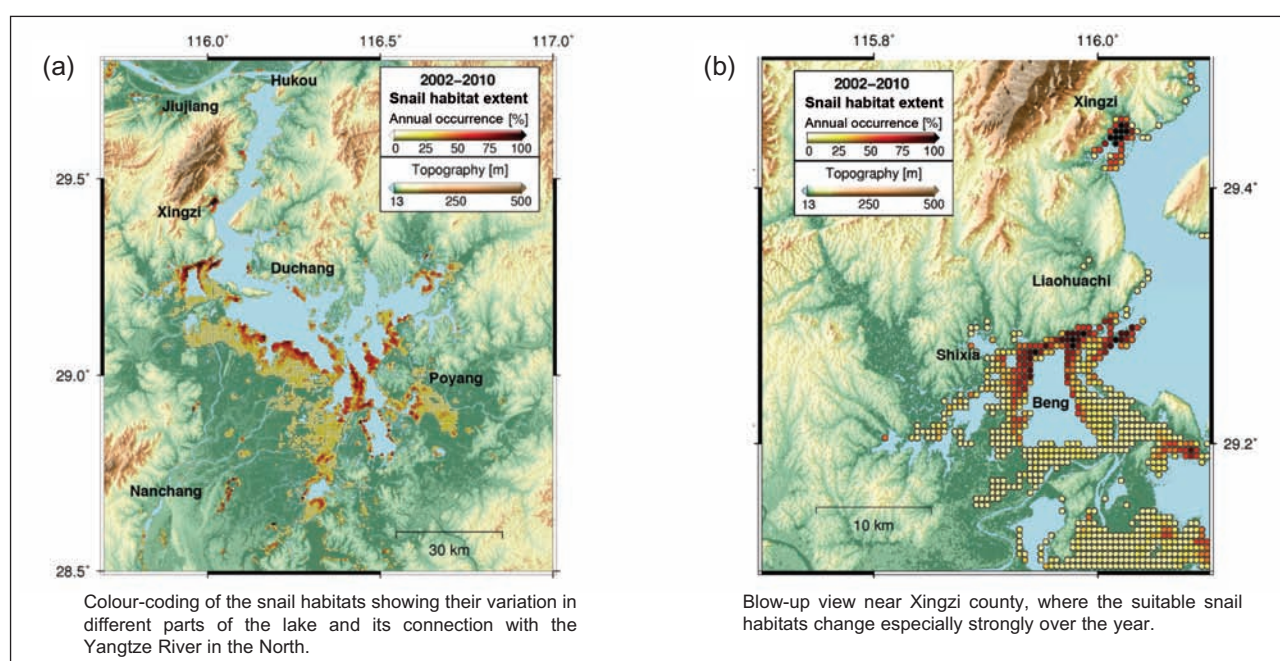 (a)
116.0°
116.5°
117.0°
29.5
29.0
28.5
Hukou
Jiujiang
Xingzi
Duchang
Poyang
Nanchang
2002–2010
Snail habitat extent
Annual occurrence [%]
0 25 50 75 100
Topography [m]
13 250 500
30 km
Colour-coding of the snail habitats showing their variation in
different parts of the lake and its connection with the
Yangtze River in the North.
(b)
115.8°
116.0°
29.4°
29.2°
2002–2010
Snail habitat extent
Annual occurrence [%]
0 25 50 75 100
Topography [m]
13 250 500
Xingzi
Liaohuachi
Shixia
Beng
10 km
Blow-up view near Xingzi county, where the suitable snail
habitats change especially strongly over the year.